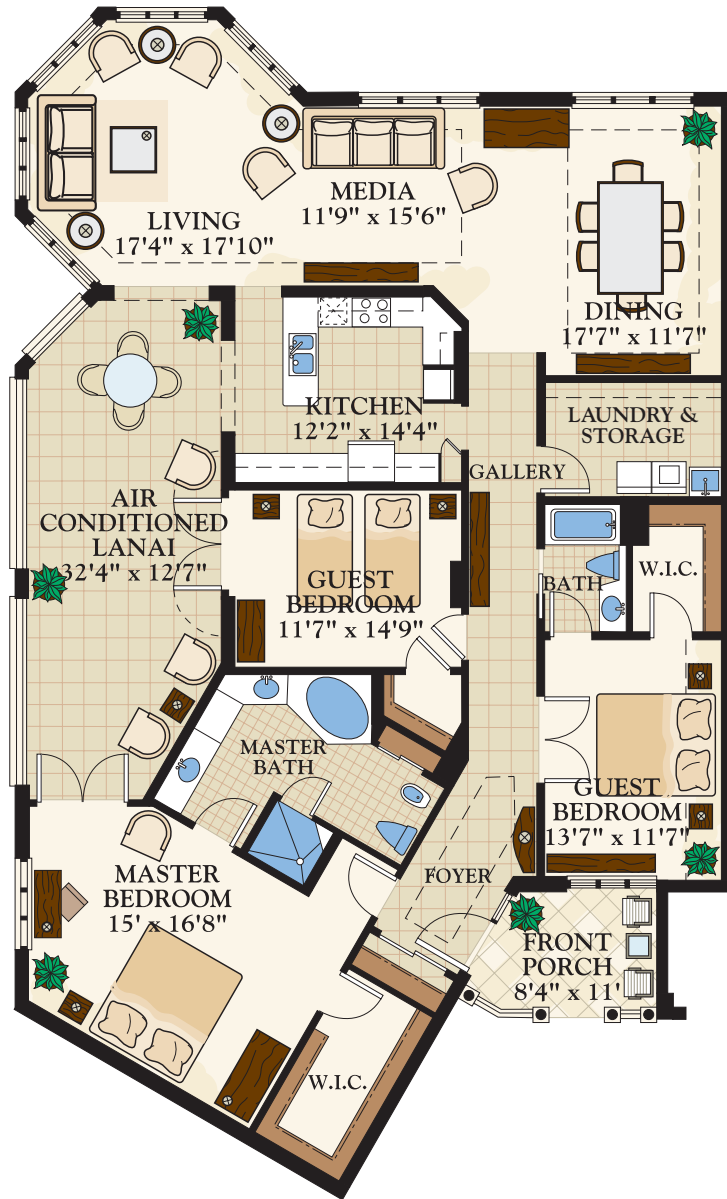 LIVING
17'4" x 17'10"
MEDIA
11'9" x 15'6"
DINING
17'7" x 11'7"
KITCHEN
12'2" x 14'4"
LAUNDRY &
STORAGE
GALLERY
AIR
CONDITIONED
LANAI
32'4" x 12'7"
GUEST
BEDROOM
11'7" x 14'9"
BATH
W.I.C.
MASTER
BATH
GUEST
BEDROOM
13'7" x 11'7"
MASTER
BEDROOM
15' x 16'8"
FOYER
FRONT
PORCH
8'4" x 11'
W.I.C.